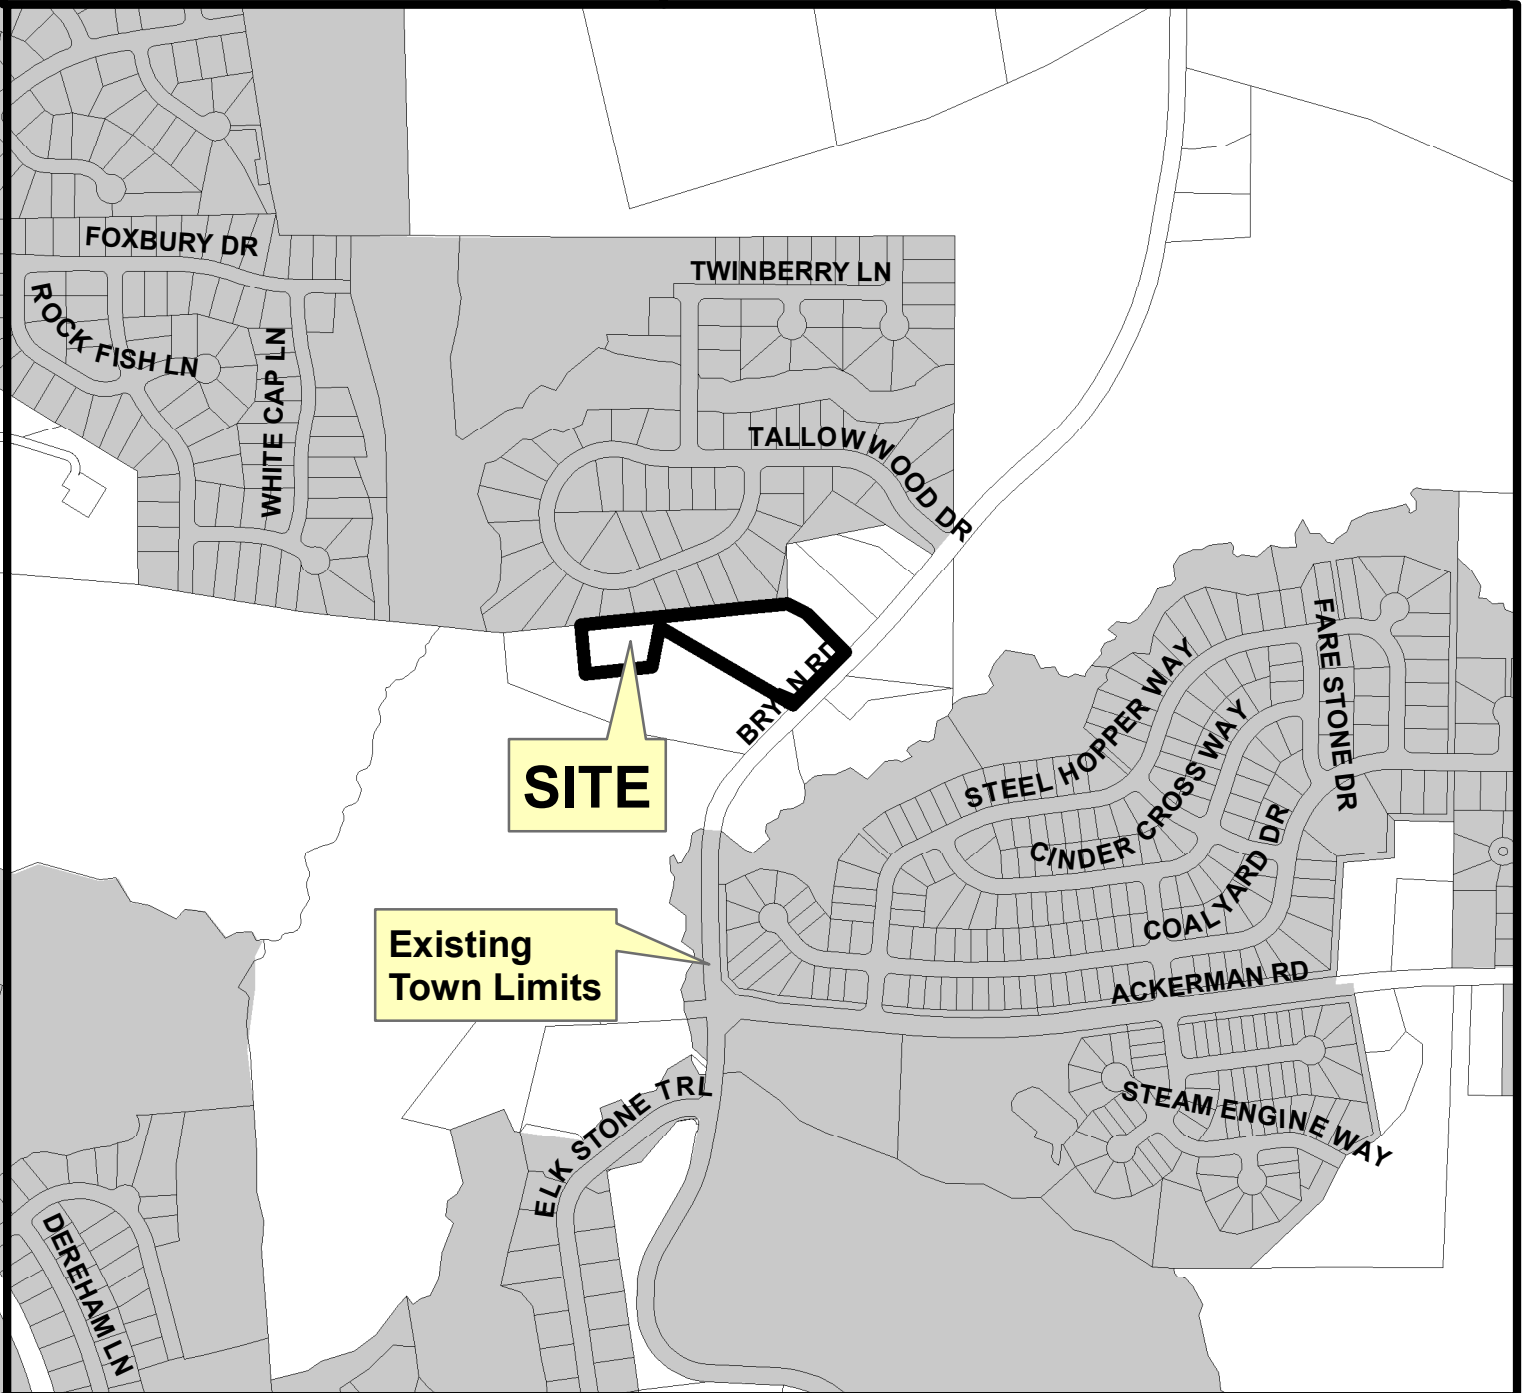 FOXBURY DR
TWINBERRY LN
ROCK FISH LN
WHITE CAP LN
TALLOWWOOD DR
FARE STONE DR
STEEL HOPPER WAY
BRYAN RD
CINDER CROSS WAY
SITE
COALYARD DR
Existing
Town Limits
ACKERMAN RD
ELK STONE TRL
STEAM ENGINE WAY
DEREHAM LN